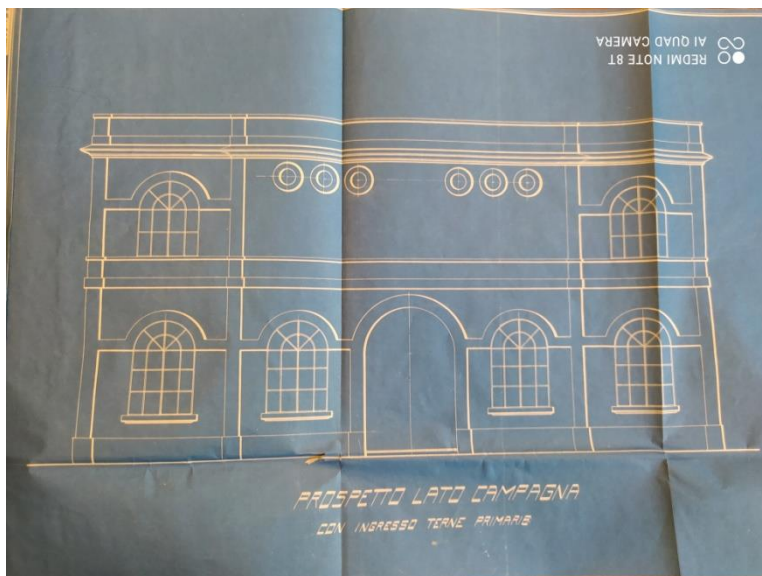 REDMI NOTE 8T
AI QUAD CAMERA
PROSPETTO LATO CAMPAGNA
CON INGRESSO TERNE PRIMARIE